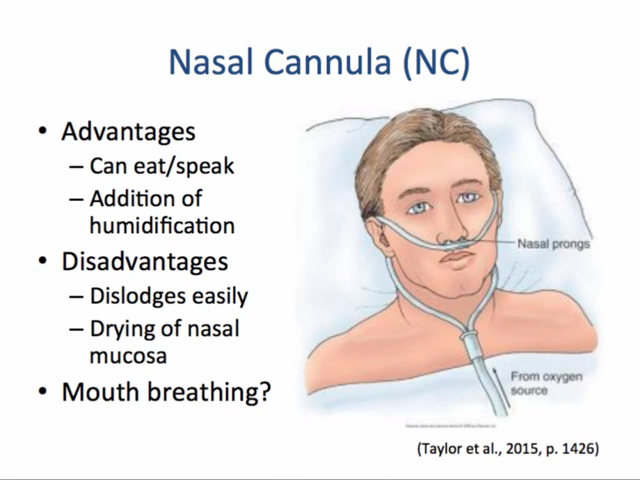 Nasal Cannula (NC)
• Advantages
– Can eat/speak
– Addition of
humidification
• Disadvantages
– Dislodges easily
– Drying of nasal
mucosa
• Mouth breathing?
Nasal prongs
From oxygen
source
(Taylor et al., 2015, p. 1426)